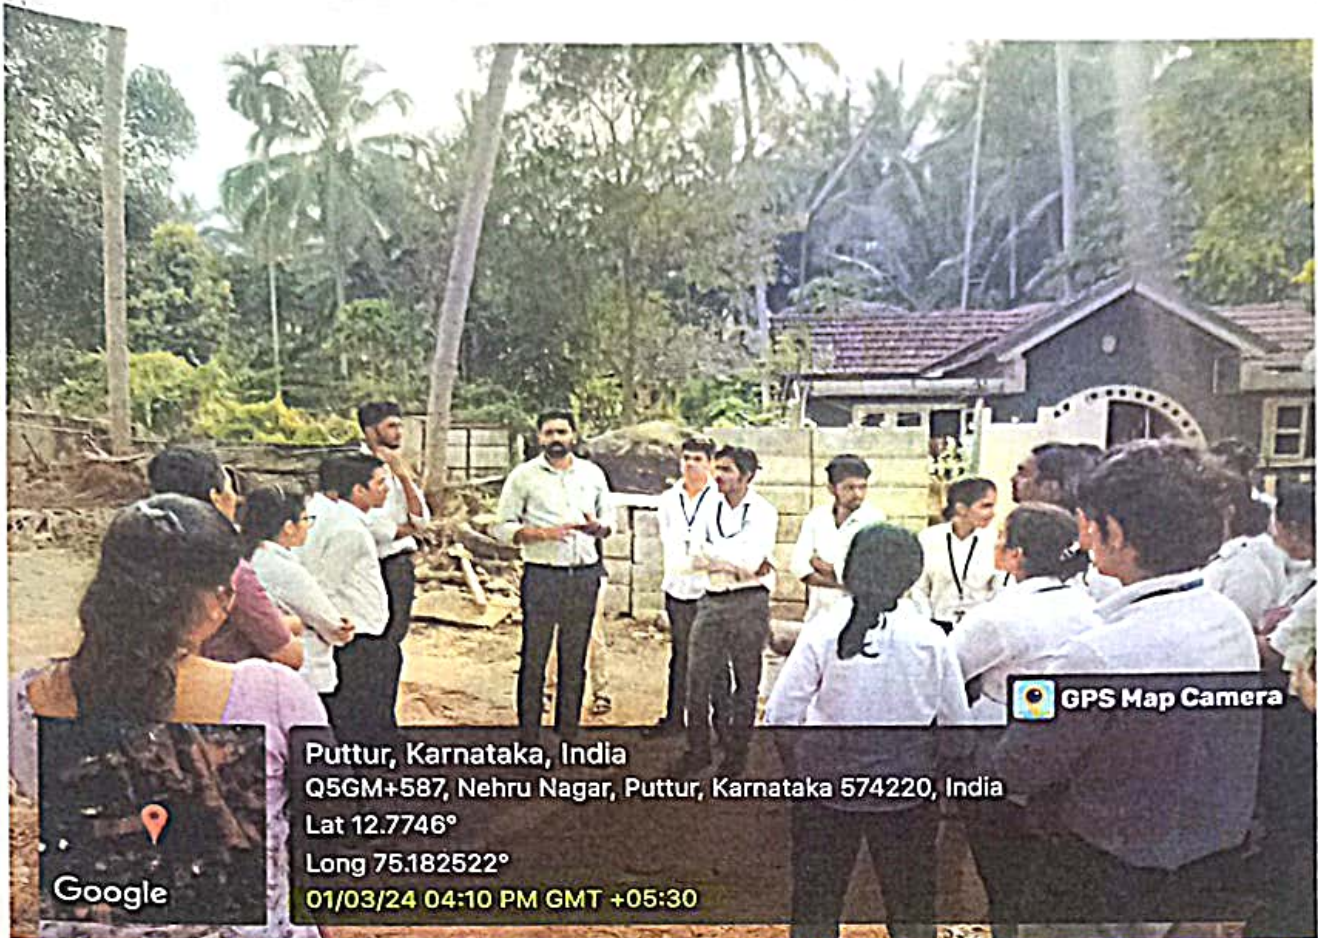 GPS Map Camera
Puttur, Karnataka, India
Q5GM+587, Nehru Nagar, Puttur, Karnataka 574220, India
Lat 12.7746°
Long 75.182522°
01/03/24 04:10 PM GMT +05:30
Google